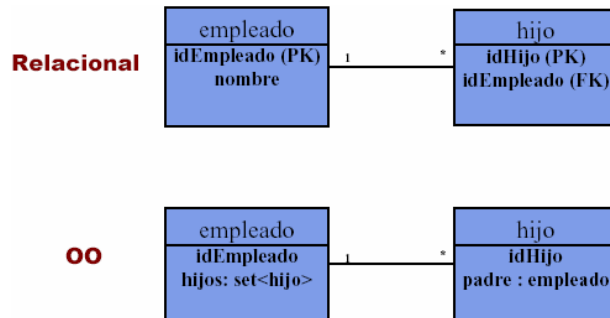 empleado
hijo
Relacional
idEmpleado (PK)
nombre
1
*
idHijo (PK)
idEmpleado (FK)
empleado
hijo
OO
idEmpleado
hijos: set<hijo>
1
*
idHijo
padre : empleado